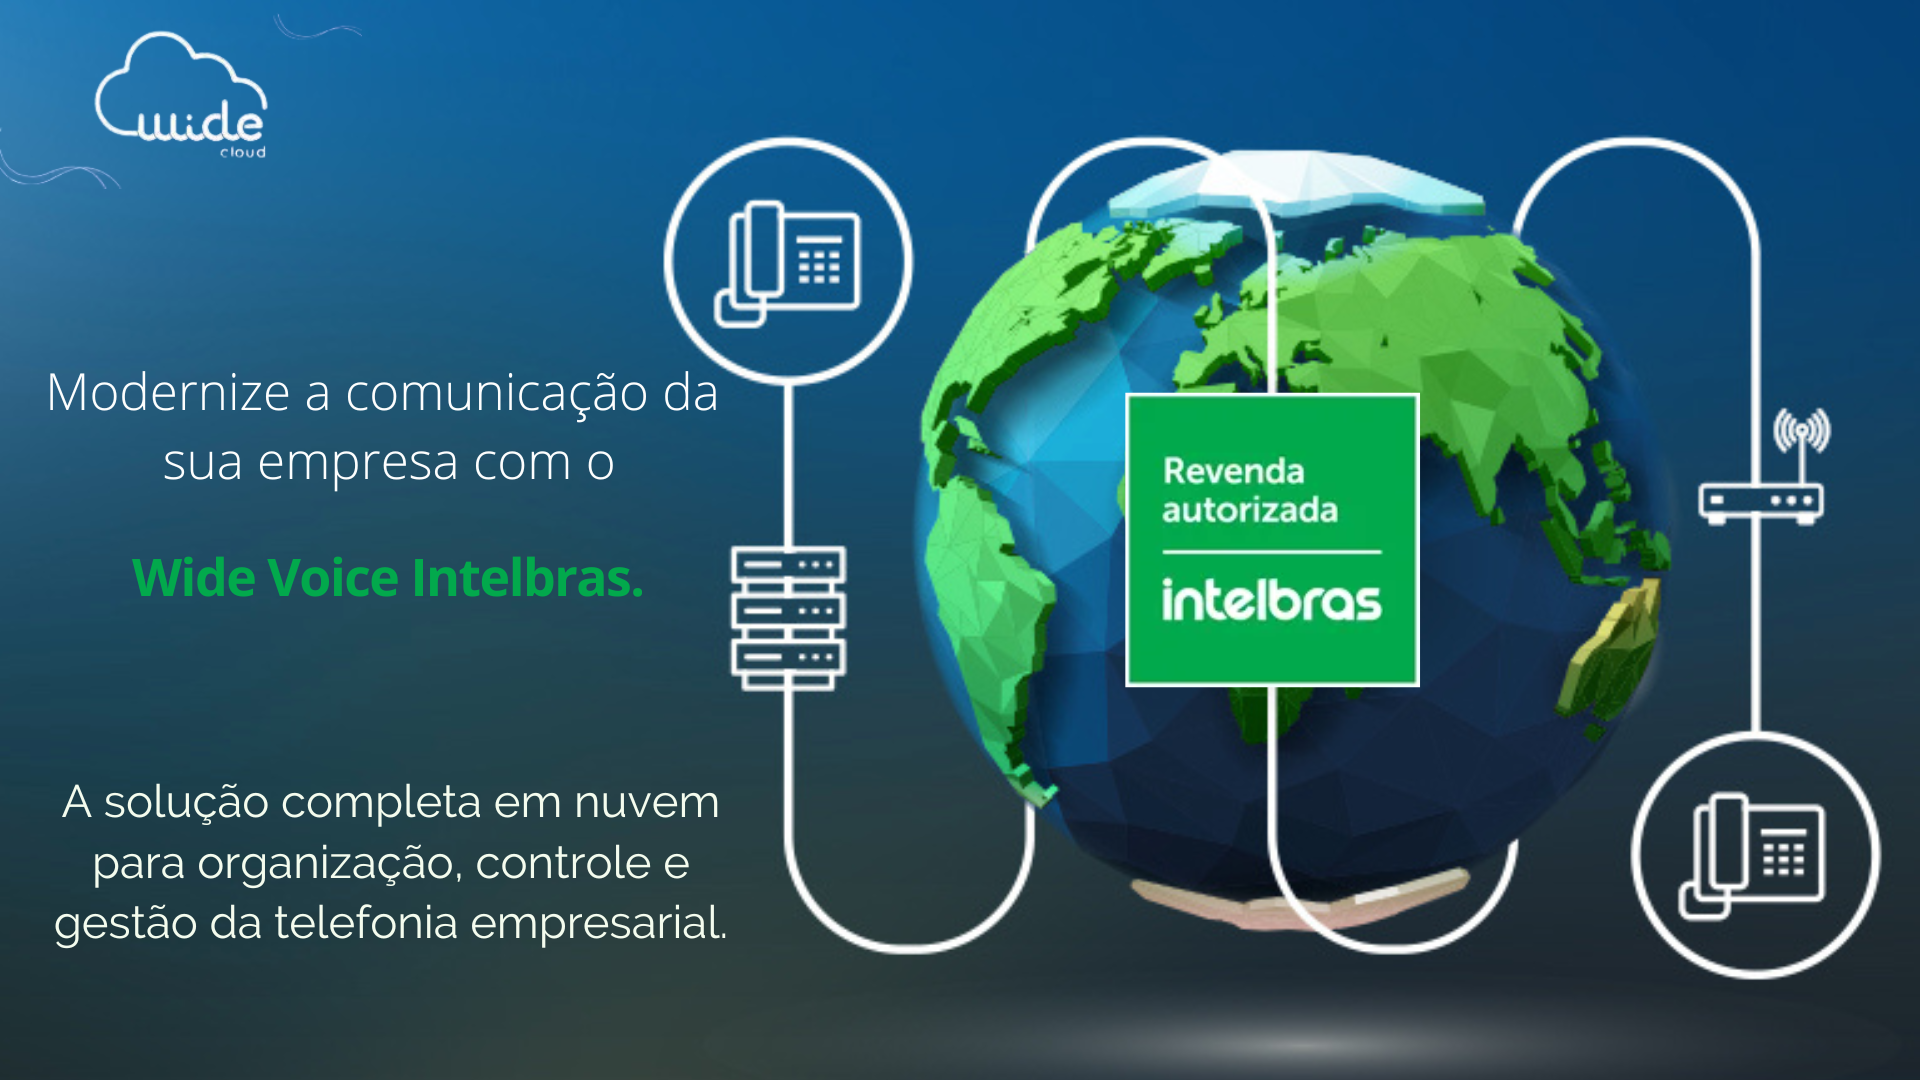 wide
cloud
Modernize a comunicação da
sua empresa com o
Wide Voice Intelbras.
A solução completa em nuvem
para organização, controle e
gestão da telefonia empresarial.
Revenda
autorizada
intelbras